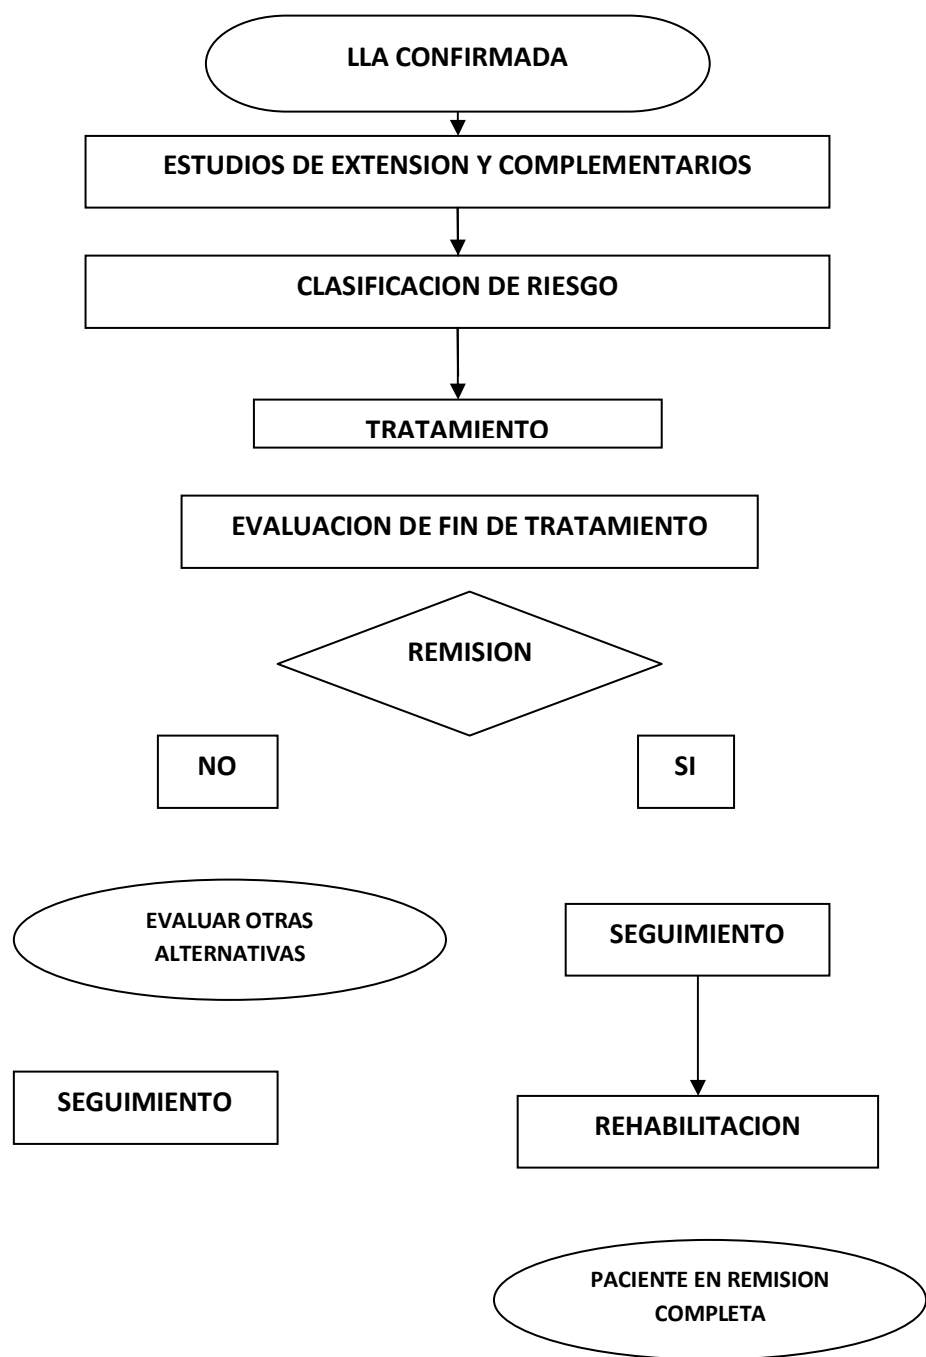 LLA CONFIRMADA
ESTUDIOS DE EXTENSION Y COMPLEMENTARIOS
CLASIFICACION DE RIESGO
TRATAMIENTO
EVALUACION DE FIN DE TRATAMIENTO
REMISION
NO
SI
EVALUAR OTRAS
ALTERNATIVAS
SEGUIMIENTO
SEGUIMIENTO
REHABILITACION
PACIENTE EN REMISION
COMPLETA